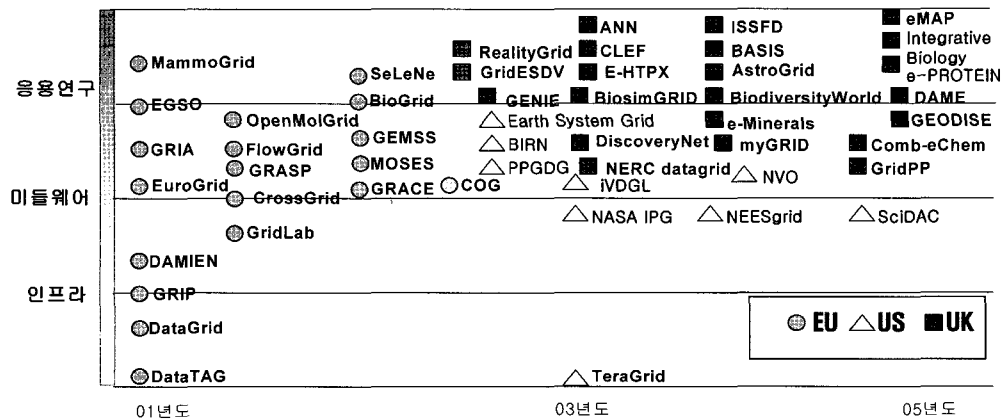 ANN
ISSFD
eMAP
RealityGrid
CLEF
BASIS
Integrative
Biology
MammoGrid
SeLeNe
GridESDV
E-HTPX
AstroGrid
e-PROTEIN
응용연구
EGSO
BioGrid
GENIE
BiosimGRID
BiodiversityWorld
DAME
OpenMolGrid
Earth System Grid
e-Minerals
GEODISE
GRIA
FlowGrid
GEMSS
BIRN
DiscoveryNet
myGRID
Comb-eChem
GRASP
MOSES
PPGDG
NERC datagrid
NVO
GridPP
EuroGrid
GRACE
COG
iVDGL
미들웨어
CrossGrid
NASA IPG
NEESgrid
SciDAC
GridLab
DAMIEN
인프라
GRIP
DataGrid
EU
US
UK
DataTAG
TeraGrid
01년도
03년도
05년도